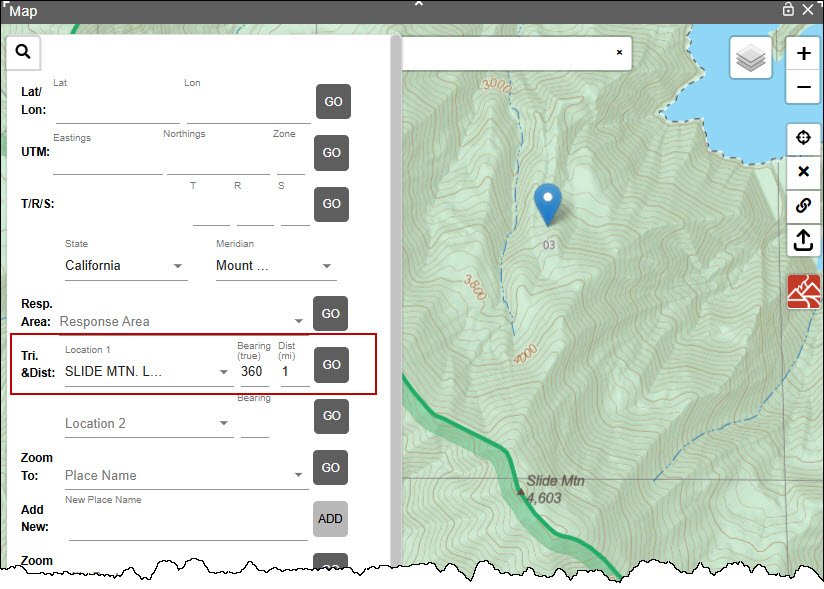 Map
Lat
Lon
Lat/
Lon:
GO
Eastings
Northings
Zone
UTM:
GO
T
R
S
T/R/S:
GO
State
Meridian
California
Mount ...
Resp.
Area:
Response Area
GO
Tri.
&Dist:
Location 1
Bearing
(true)
Dist
(mi)
SLIDE MTN. L...
360
1
GO
Bearing
Location 2
GO
Zoom
To:
Place Name
GO
Add
New:
New Place Name
ADD
Zoom
3000
03
3,800
4000
Slide Mtn
4,603